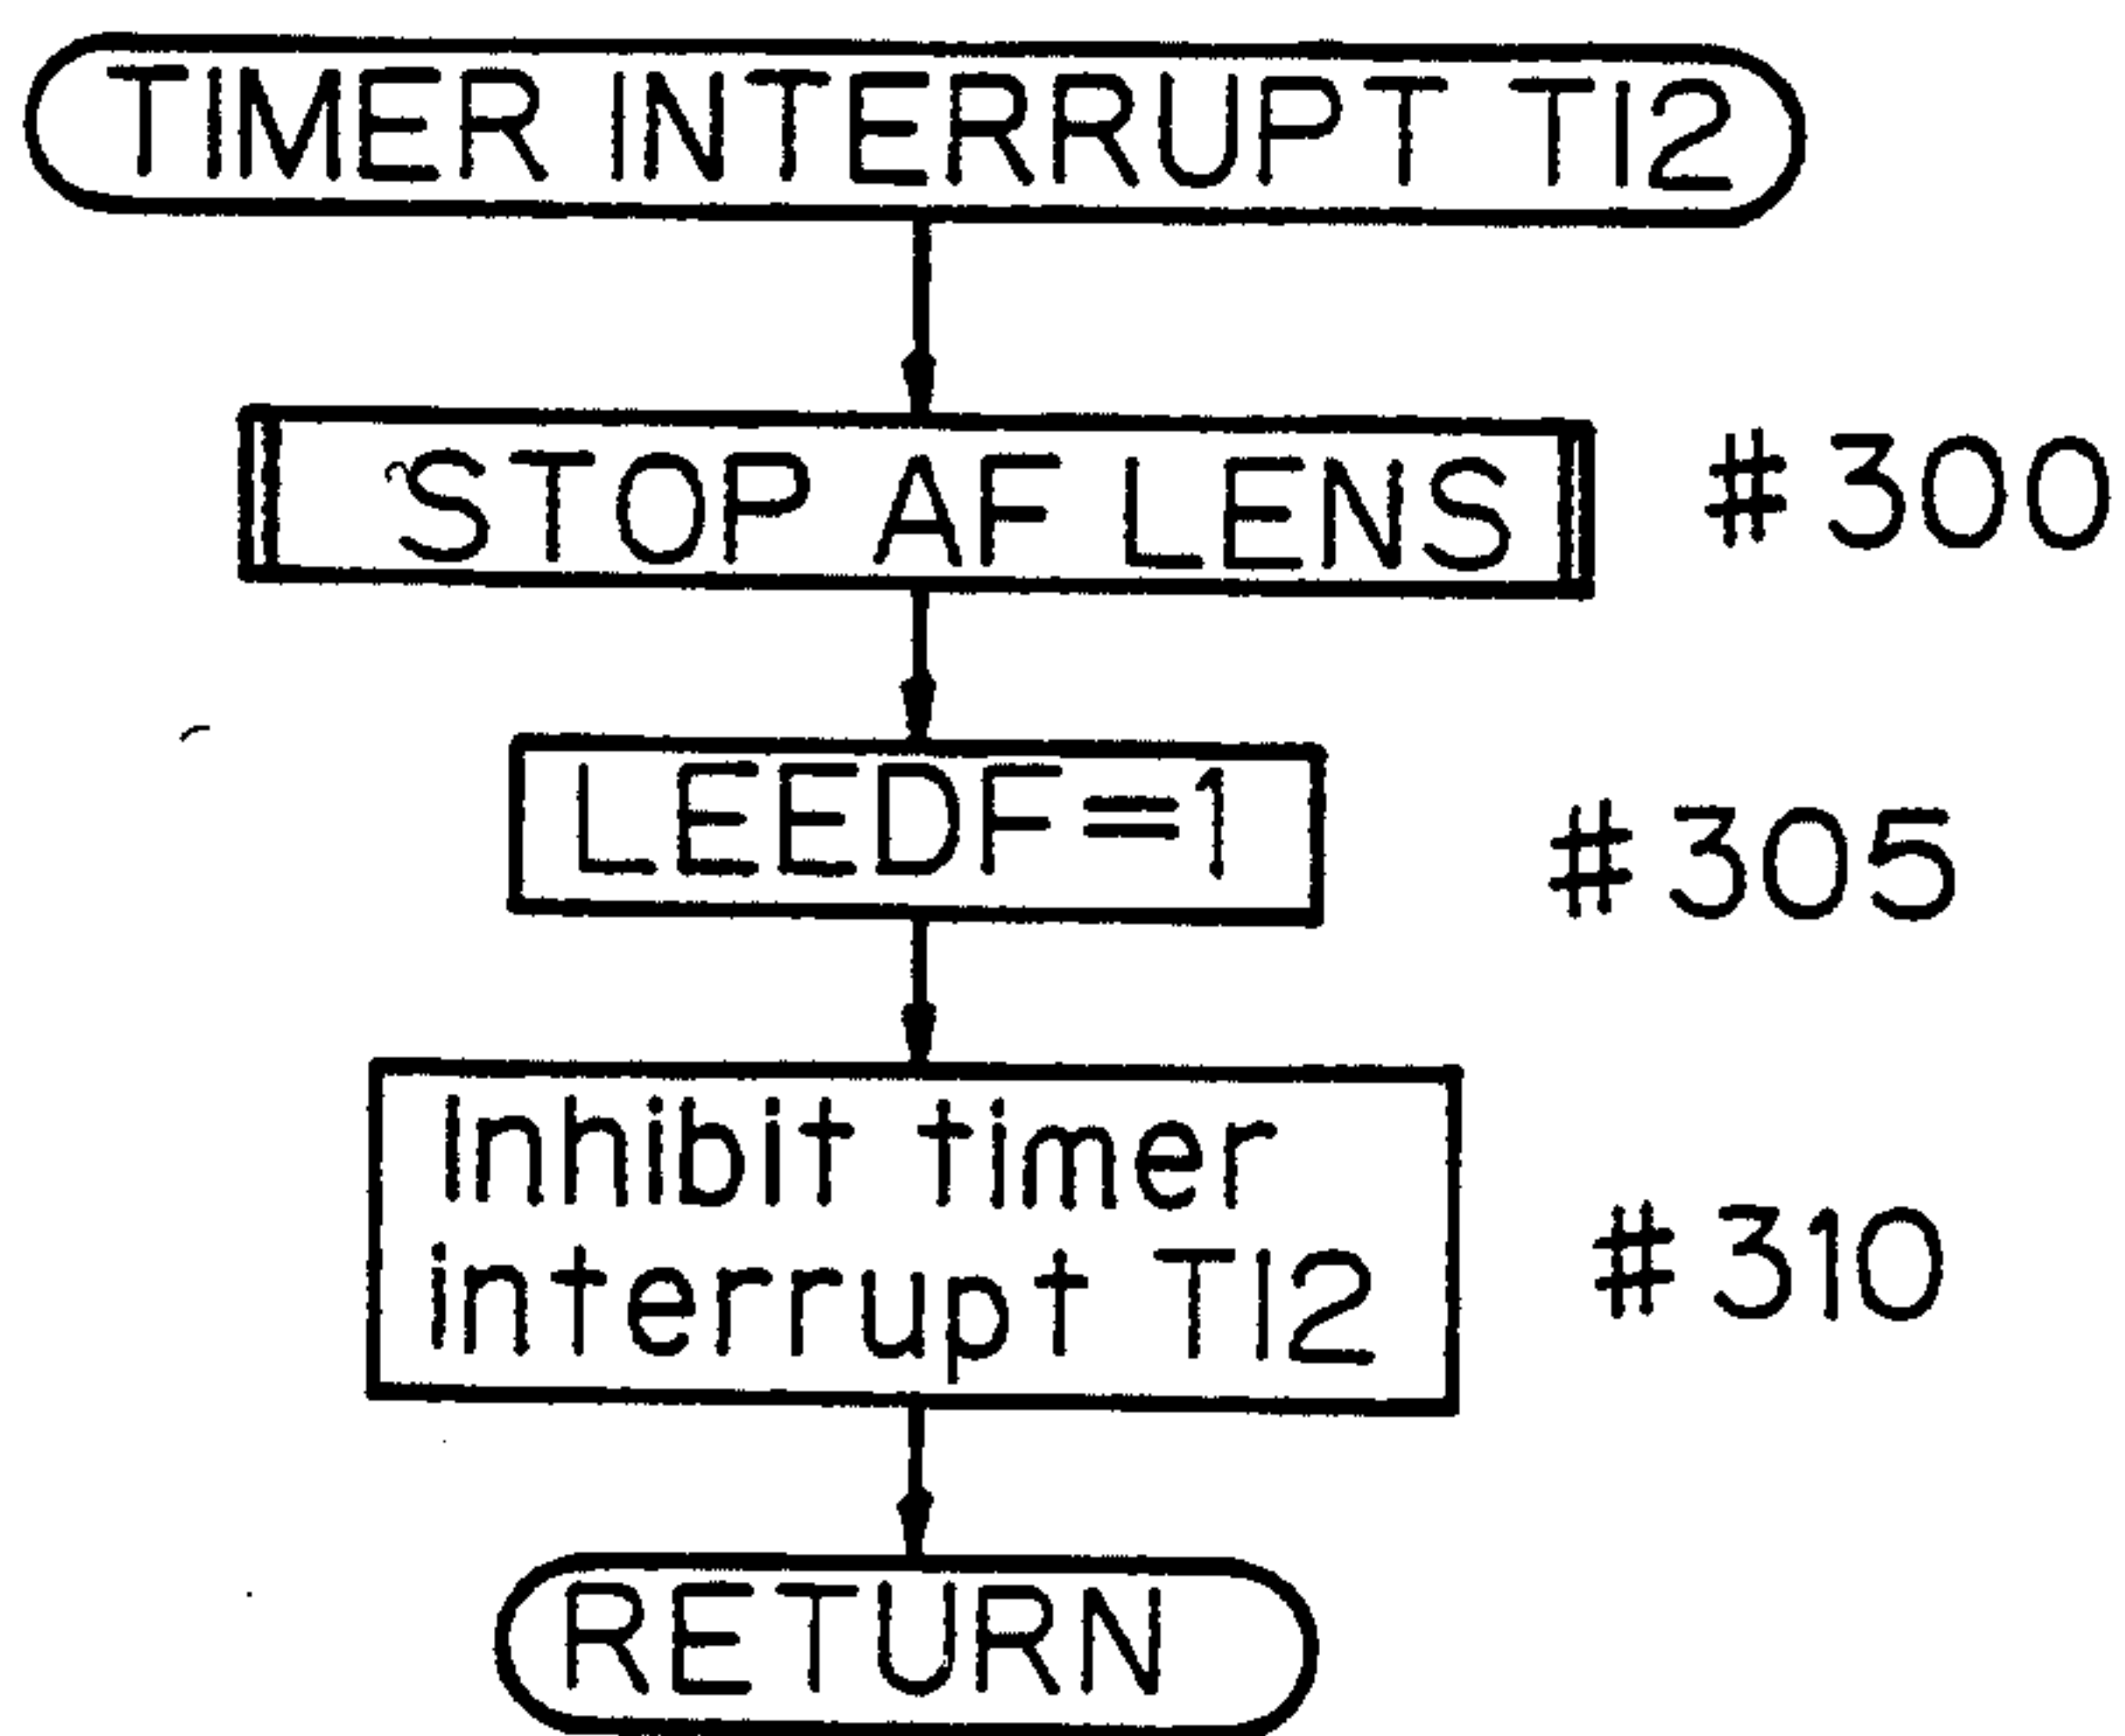 TIMER INTERRUPT TI2
STOP AF LENS #300
LEEDF=1 #305
Inhibit timer
interrupt TI2 #310
RETURN